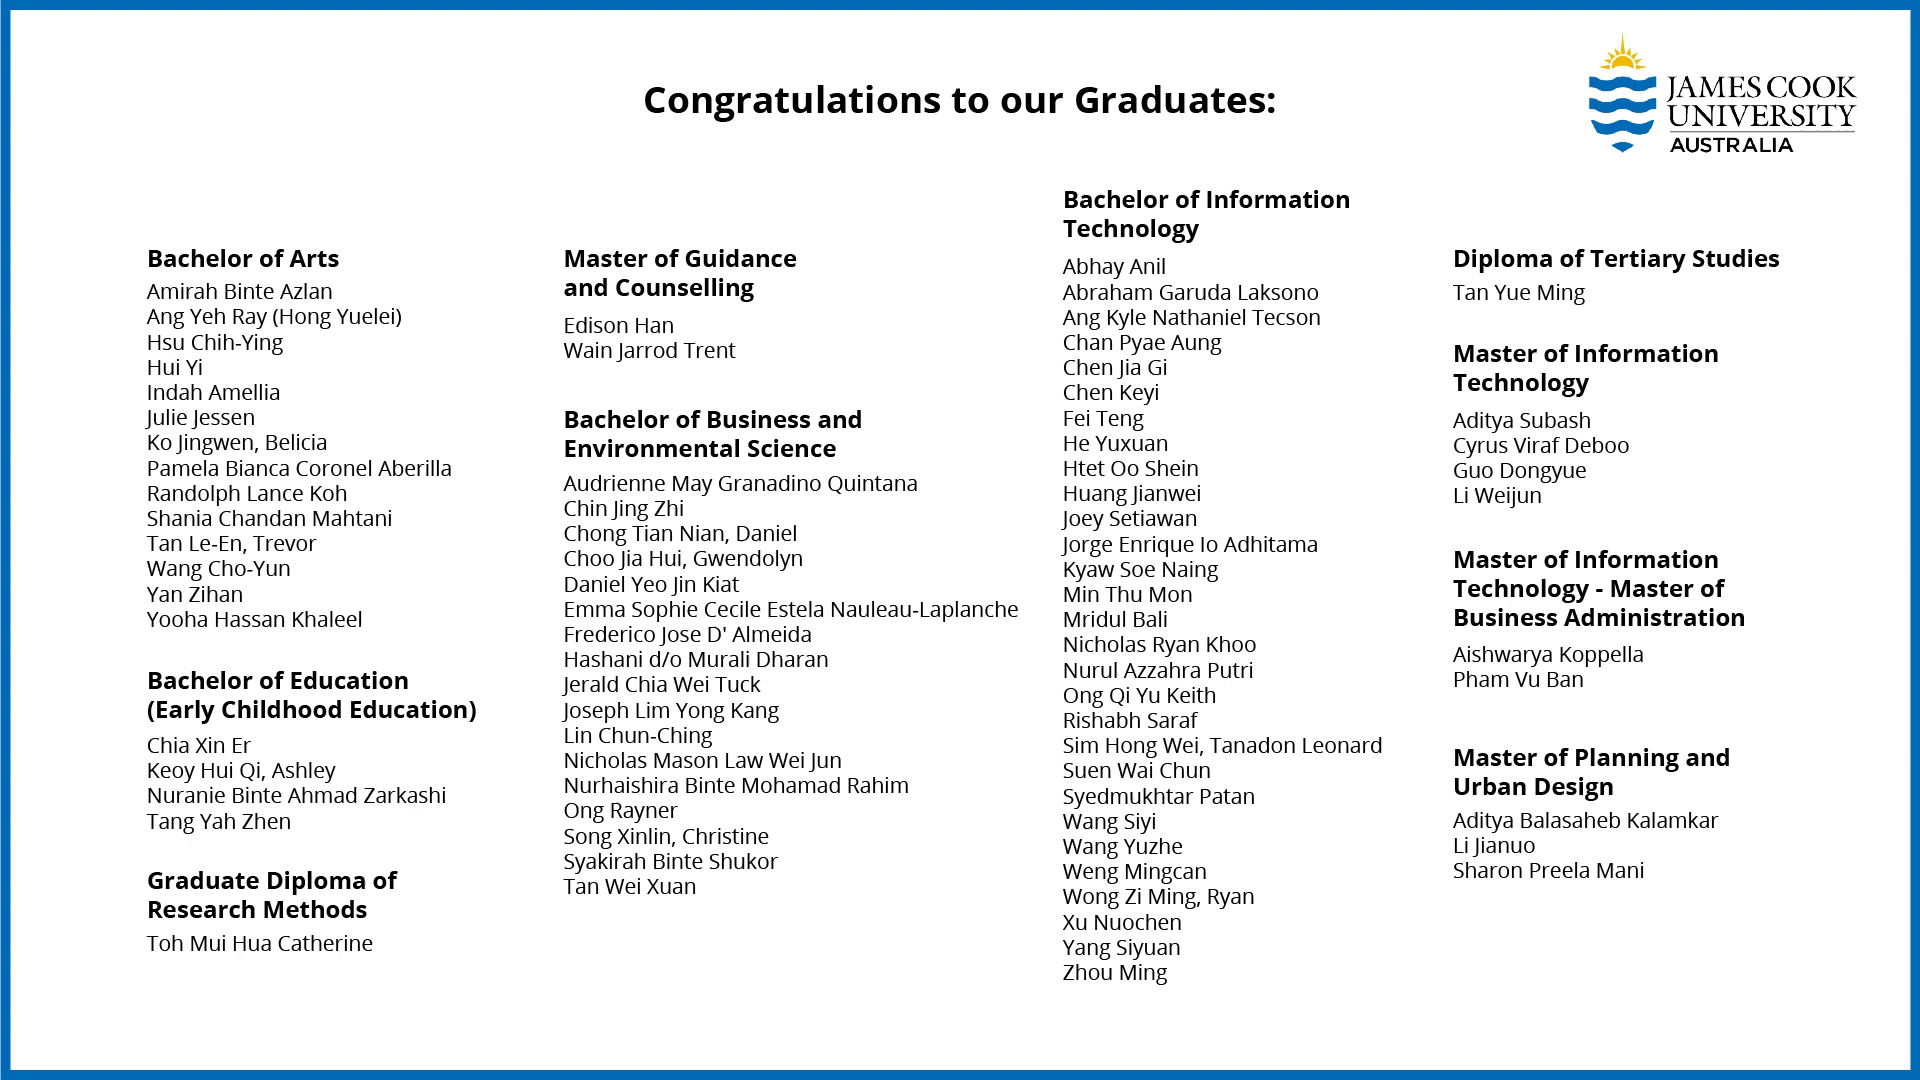 Congratulations to our Graduates:
JAMES COOK
UNIVERSITY
AUSTRALIA
Bachelor of Arts
Amirah Binte Azlan
Ang Yeh Ray (Hong Yuelei)
Hsu Chih-Ying
Hui Yi
Indah Amellia
Julie Jessen
Ko Jingwen, Belicia
Pamela Bianca Coronel Aberilla
Randolph Lance Koh
Shania Chandan Mahtani
Tan Le-En, Trevor
Wang Cho-Yun
Yan Zihan
Yooha Hassan Khaleel
Bachelor of Education
(Early Childhood Education)
Chia Xin Er
Keoy Hui Qi, Ashley
Nuranie Binte Ahmad Zarkashi
Tang Yah Zhen
Graduate Diploma of
Research Methods
Toh Mui Hua Catherine
Master of Guidance
and Counselling
Edison Han
Wain Jarrod Trent
Bachelor of Business and
Environmental Science
Audrienne May Granadino Quintana
Chin Jing Zhi
Chong Tian Nian, Daniel
Choo Jia Hui, Gwendolyn
Daniel Yeo Jin Kiat
Emma Sophie Cecile Estela Nauleau-Laplanche
Frederico Jose D' Almeida
Hashani d/o Murali Dharan
Jerald Chia Wei Tuck
Joseph Lim Yong Kang
Lin Chun-Ching
Nicholas Mason Law Wei Jun
Nurhaishira Binte Mohamad Rahim
Ong Rayner
Song Xinlin, Christine
Syakirah Binte Shukor
Tan Wei Xuan
Bachelor of Information
Technology
Abhay Anil
Abraham Garuda Laksono
Ang Kyle Nathaniel Tecson
Chan Pyae Aung
Chen Jia Gi
Chen Keyi
Fei Teng
He Yuxuan
Htet Oo Shein
Huang Jianwei
Joey Setiawan
Jorge Enrique Io Adhitama
Kyaw Soe Naing
Min Thu Mon
Mridul Bali
Nicholas Ryan Khoo
Nurul Azzahra Putri
Ong Qi Yu Keith
Rishabh Saraf
Sim Hong Wei, Tanadon Leonard
Suen Wai Chun
Syedmukhtar Patan
Wang Siyi
Wang Yuzhe
Weng Mingcan
Wong Zi Ming, Ryan
Xu Nuochen
Yang Siyuan
Zhou Ming
Diploma of Tertiary Studies
Tan Yue Ming
Master of Information
Technology
Aditya Subash
Cyrus Viraf Deboo
Guo Dongyue
Li Weijun
Master of Information
Technology - Master of
Business Administration
Aishwarya Koppella
Pham Vu Ban
Master of Planning and
Urban Design
Aditya Balasaheb Kalamkar
Li Jianuo
Sharon Preela Mani